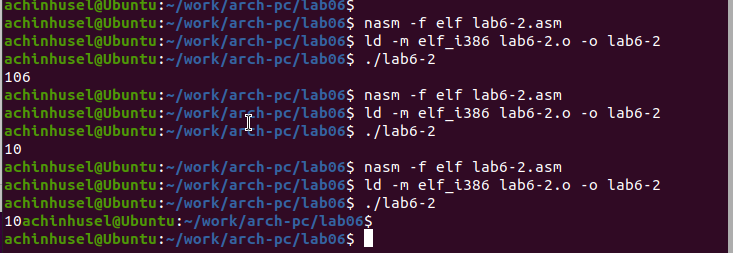 achinhusel@Ubuntu:~/work/arch-pc/lab06$
achinhusel@Ubuntu:~/work/arch-pc/lab06$ nasm -f elf lab6-2.asm
achinhusel@Ubuntu:~/work/arch-pc/lab06$ ld -m elf_i386 lab6-2.o -o lab6-2
achinhusel@Ubuntu:~/work/arch-pc/lab06$ ./lab6-2
106
achinhusel@Ubuntu:~/work/arch-pc/lab06$ nasm -f elf lab6-2.asm
achinhusel@Ubuntu:~/work/arch-pc/lab06$ ld -m elf_i386 lab6-2.o -o lab6-2
achinhusel@Ubuntu:~/work/arch-pc/lab06$ ./lab6-2
10
achinhusel@Ubuntu:~/work/arch-pc/lab06$ nasm -f elf lab6-2.asm
achinhusel@Ubuntu:~/work/arch-pc/lab06$ ld -m elf_i386 lab6-2.o -o lab6-2
achinhusel@Ubuntu:~/work/arch-pc/lab06$ ./lab6-2
10achinhusel@Ubuntu:~/work/arch-pc/lab06$
achinhusel@Ubuntu:~/work/arch-pc/lab06$